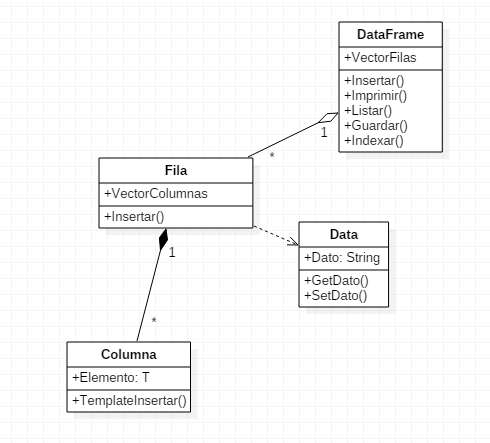 DataFrame
+VectorFilas
+Insertar()
+Imprimir()
+Listar()
+Guardar()
+Indexar()
1
*
Fila
+VectorColumnas
+Insertar()
1
*
Data
+Dato: String
+GetDato()
+SetDato()
Columna
+Elemento: T
+TemplateInsertar()